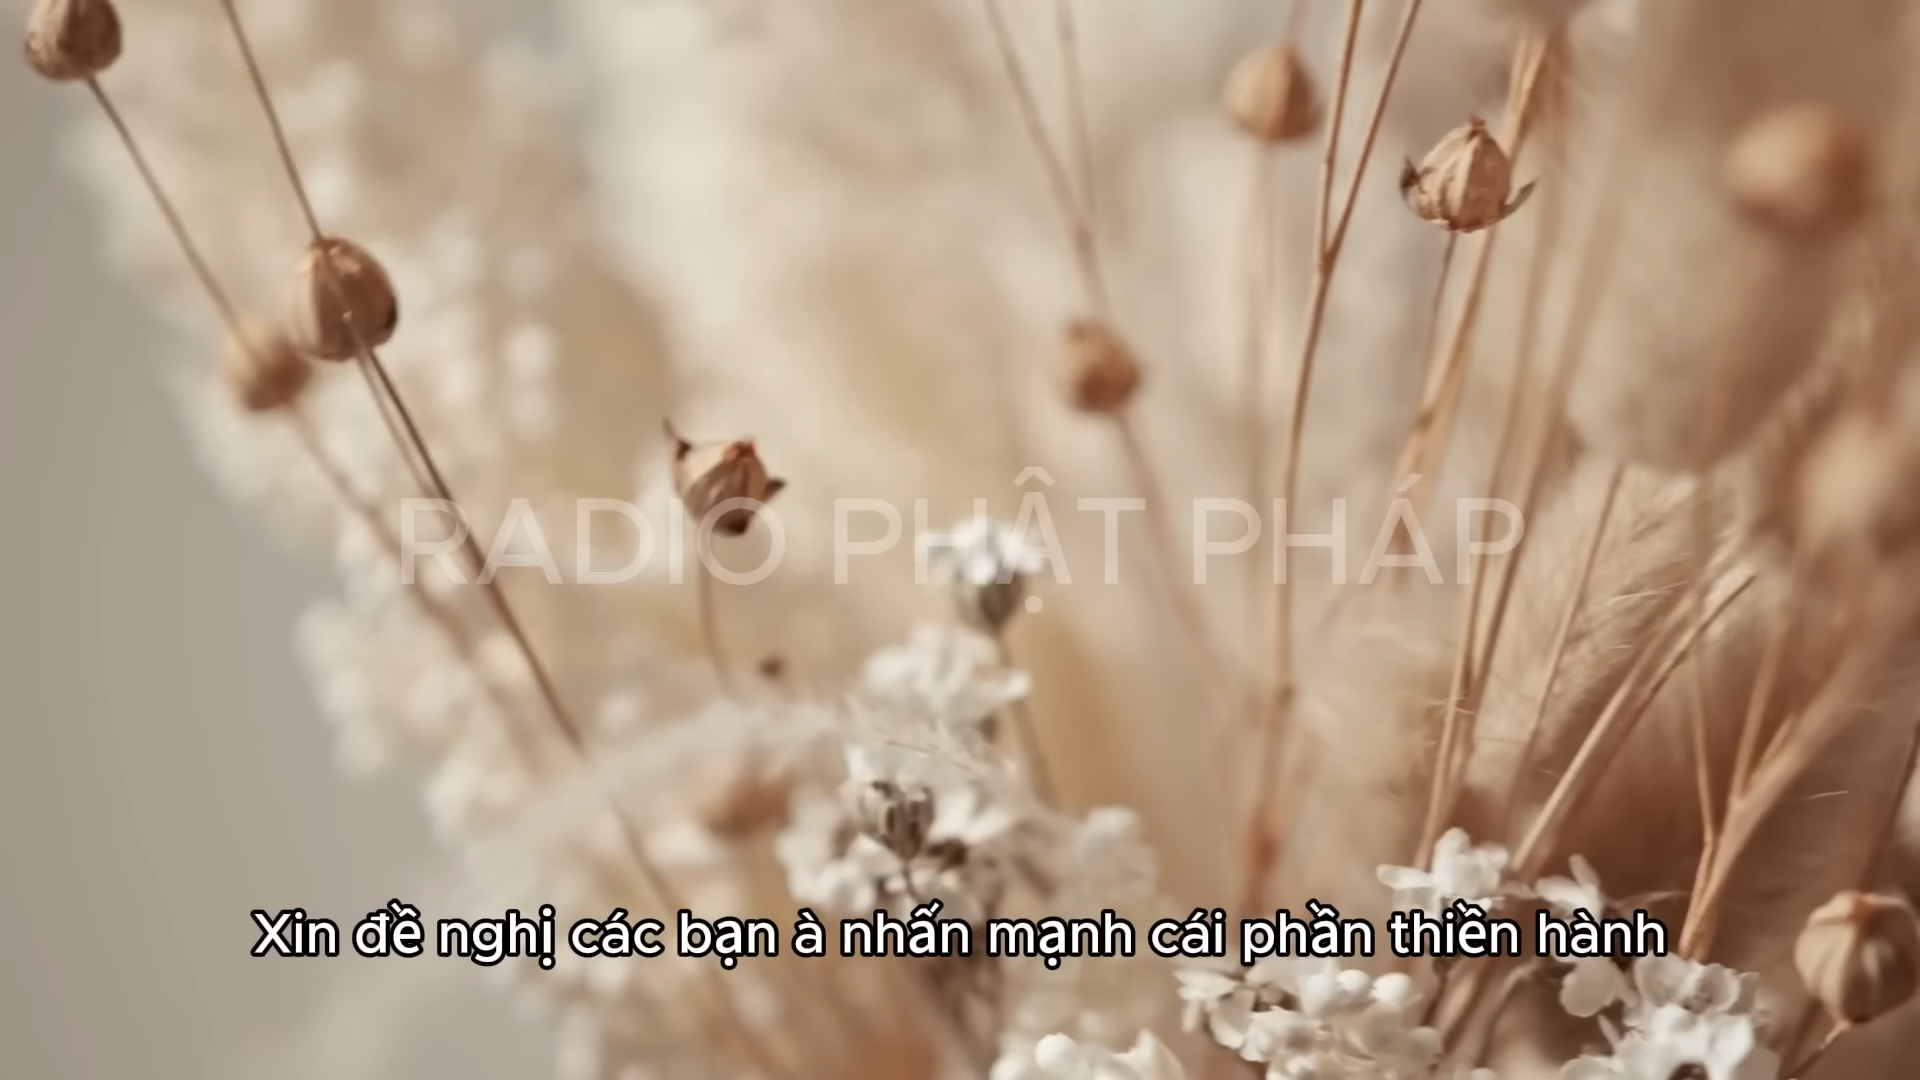 RADIO PHẬT PHÁP
Xin đề nghị các bạn à nhấn mạnh cái phần thiền hành